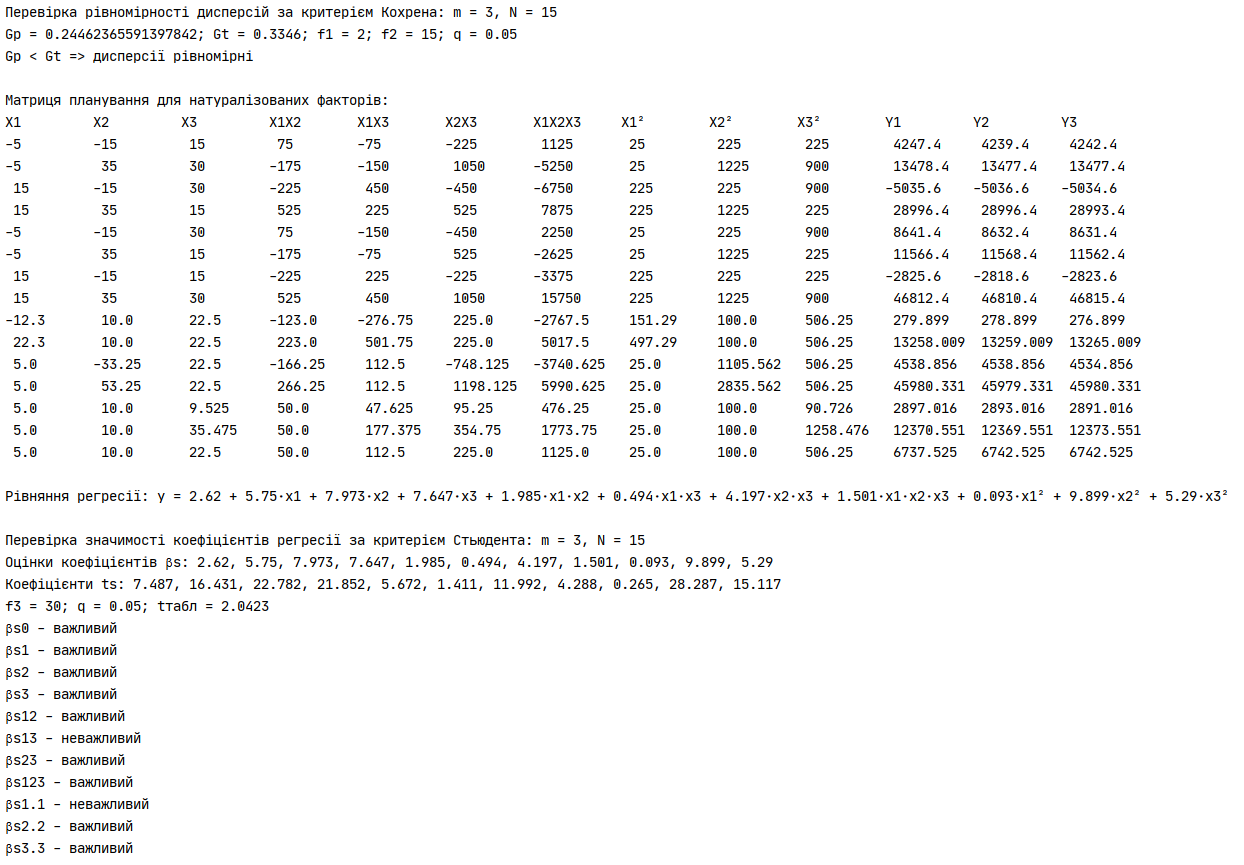 Перевірка рівномірності дисперсій за критерієм Кохрена: m = 3, N = 15
Gp = 0.24462365591397842; Gt = 0.3346; f1 = 2; f2 = 15; q = 0.05
Gp < Gt => дисперсії рівномірні
Матриця планування для натуралізованих факторів:
X1 X2 X3 X1X2 X1X3 X2X3 X1X2X3 X1² X2² X3² Y1 Y2 Y3
-5 -15 15 75 -75 -225 1125 25 225 225 4247.4 4239.4 4242.4
-5 35 30 -175 -150 1050 -5250 25 1225 900 13478.4 13477.4 13477.4
15 -15 30 -225 450 -450 -6750 225 225 900 -5035.6 -5036.6 -5034.6
15 35 15 525 225 525 7875 225 1225 225 28996.4 28996.4 28993.4
-5 -15 30 75 -150 -450 2250 25 225 900 8641.4 8632.4 8631.4
-5 35 15 -175 -75 525 -2625 25 1225 225 11566.4 11568.4 11562.4
15 -15 15 -225 225 -225 -3375 225 225 225 -2825.6 -2818.6 -2823.6
15 35 30 525 450 1050 15750 225 1225 900 46812.4 46810.4 46815.4
-12.3 10.0 22.5 -123.0 -276.75 225.0 -2767.5 151.29 100.0 506.25 279.899 278.899 276.899
22.3 10.0 22.5 223.0 501.75 225.0 5017.5 497.29 100.0 506.25 13258.009 13259.009 13265.009
5.0 -33.25 22.5 -166.25 112.5 -748.125 -3740.625 25.0 1105.562 506.25 4538.856 4538.856 4534.856
5.0 53.25 22.5 266.25 112.5 1198.125 5990.625 25.0 2835.562 506.25 45980.331 45979.331 45980.331
5.0 10.0 9.525 50.0 47.625 95.25 476.25 25.0 100.0 90.726 2897.016 2893.016 2891.016
5.0 10.0 35.475 50.0 177.375 354.75 1773.75 25.0 100.0 1258.476 12370.551 12369.551 12373.551
5.0 10.0 22.5 50.0 112.5 225.0 1125.0 25.0 100.0 506.25 6737.525 6742.525 6742.525
Рівняння регресії: y = 2.62 + 5.75·x1 + 7.973·x2 + 7.647·x3 + 1.985·x1·x2 + 0.494·x1·x3 + 4.197·x2·x3 + 1.501·x1·x2·x3 + 0.093·x1² + 9.899·x2² + 5.29·x3²
Перевірка значимості коефіцієнтів регресії за критерієм Стьюдента: m = 3, N = 15
Оцінки коефіцієнтів βs: 2.62, 5.75, 7.973, 7.647, 1.985, 0.494, 4.197, 1.501, 0.093, 9.899, 5.29
Коефіцієнти ts: 7.487, 16.431, 22.782, 21.852, 5.672, 1.411, 11.992, 4.288, 0.265, 28.287, 15.117
f3 = 30; q = 0.05; tтабл = 2.0423
βs0 - важливий
βs1 - важливий
βs2 - важливий
βs3 - важливий
βs12 - важливий
βs13 - неважливий
βs23 - важливий
βs123 - важливий
βs1.1 - неважливий
βs2.2 - важливий
βs3.3 - важливий